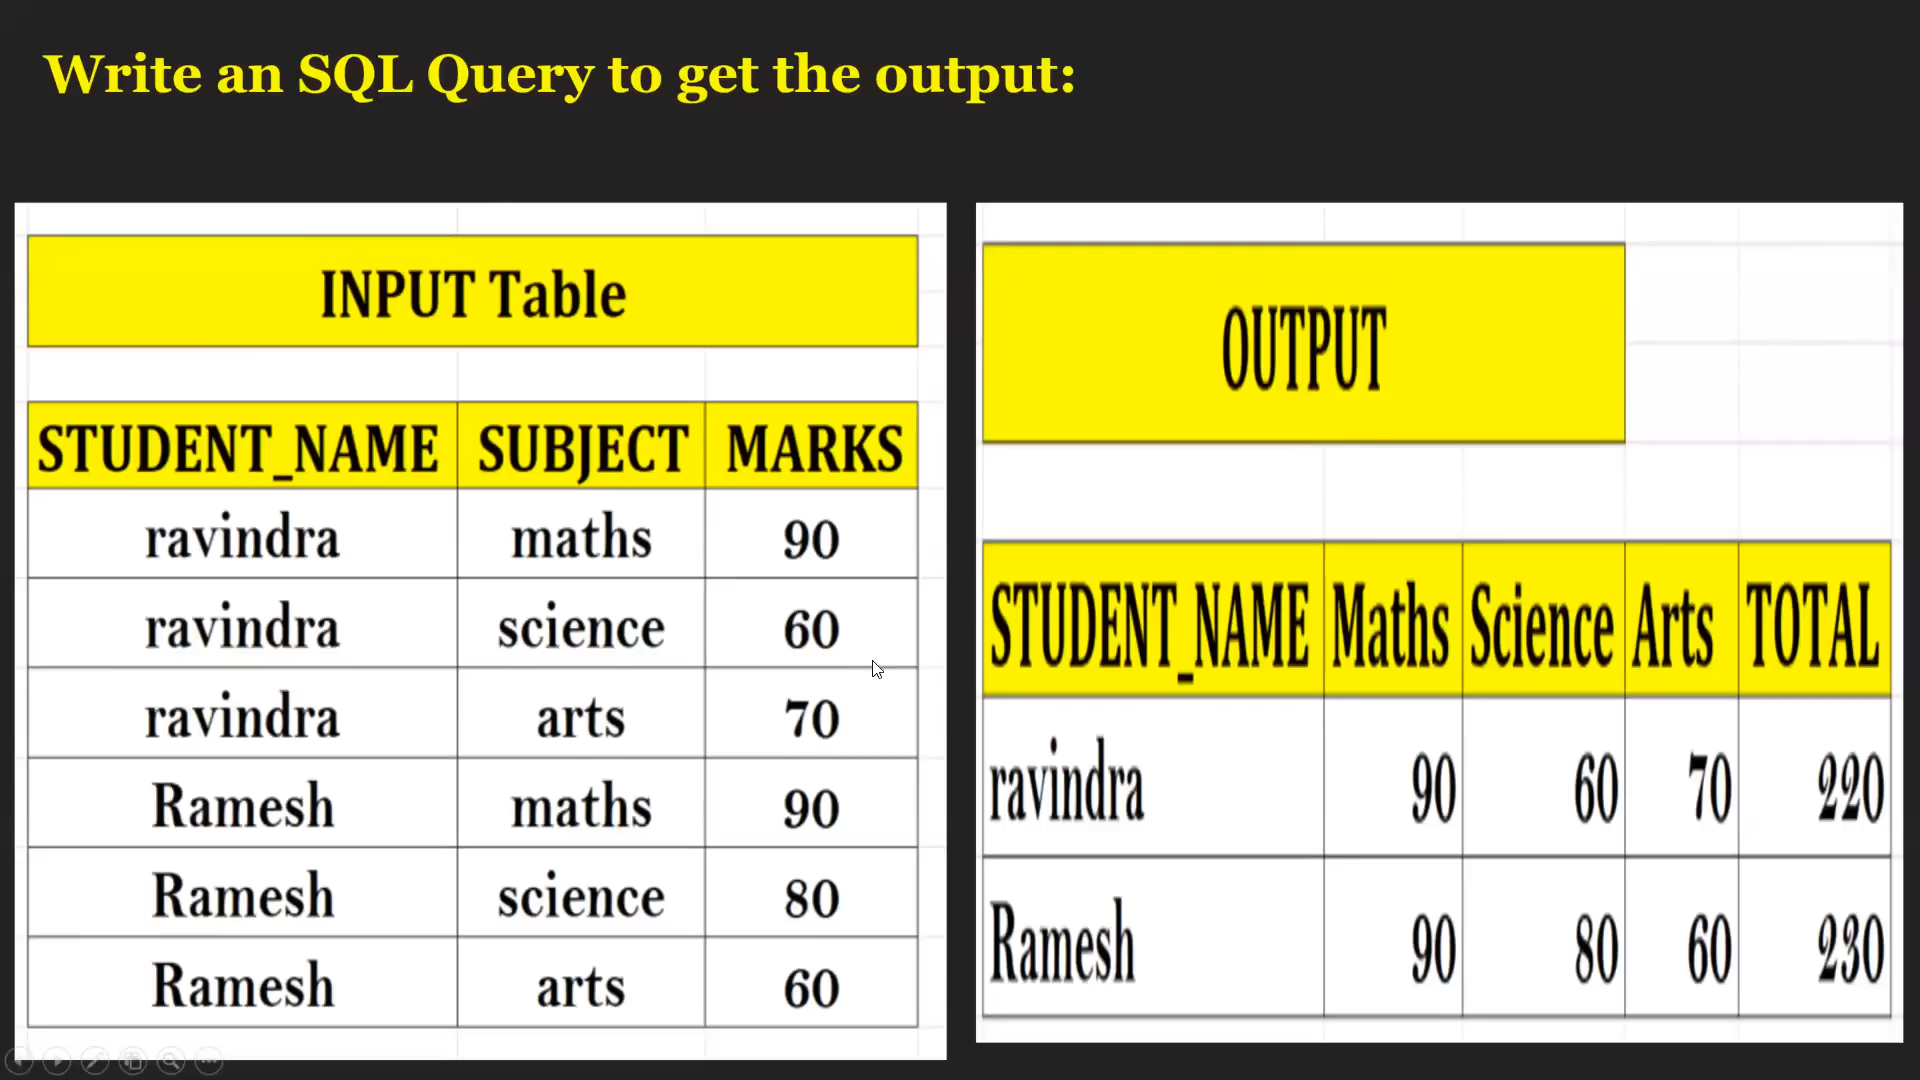 Write an SQL Query to get the output:
INPUT Table
STUDENT_NAME SUBJECT MARKS
ravindra maths 90
ravindra science 60
ravindra arts 70
Ramesh maths 90
Ramesh science 80
Ramesh arts 60
OUTPUT
STUDENT_NAME Maths Science Arts TOTAL
ravindra 90 60 70 220
Ramesh 90 80 60 230